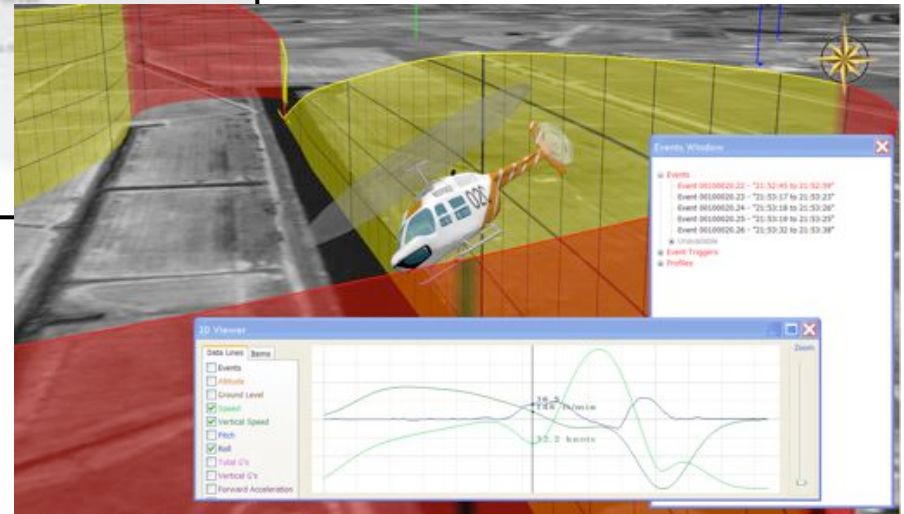 020
Events Window
Events
Event 00100020.22 - "21:52:45 to 21:52:59"
Event 00100020.23 - "21:53:17 to 21:53:23"
Event 00100020.24 - "21:53:18 to 21:53:26"
Event 00100020.25 - "21:53:19 to 21:53:25"
Event 00100020.26 - "21:53:32 to 21:53:38"
Unavailable
Event Triggers
Profiles
2D Viewer
Data Lines Items
Zoom
Events
Altitude
Ground Level
Speed
Vertical Speed
Pitch
Roll
Total G's
Vertical G's
Forward Acceleration
ft/min
knots